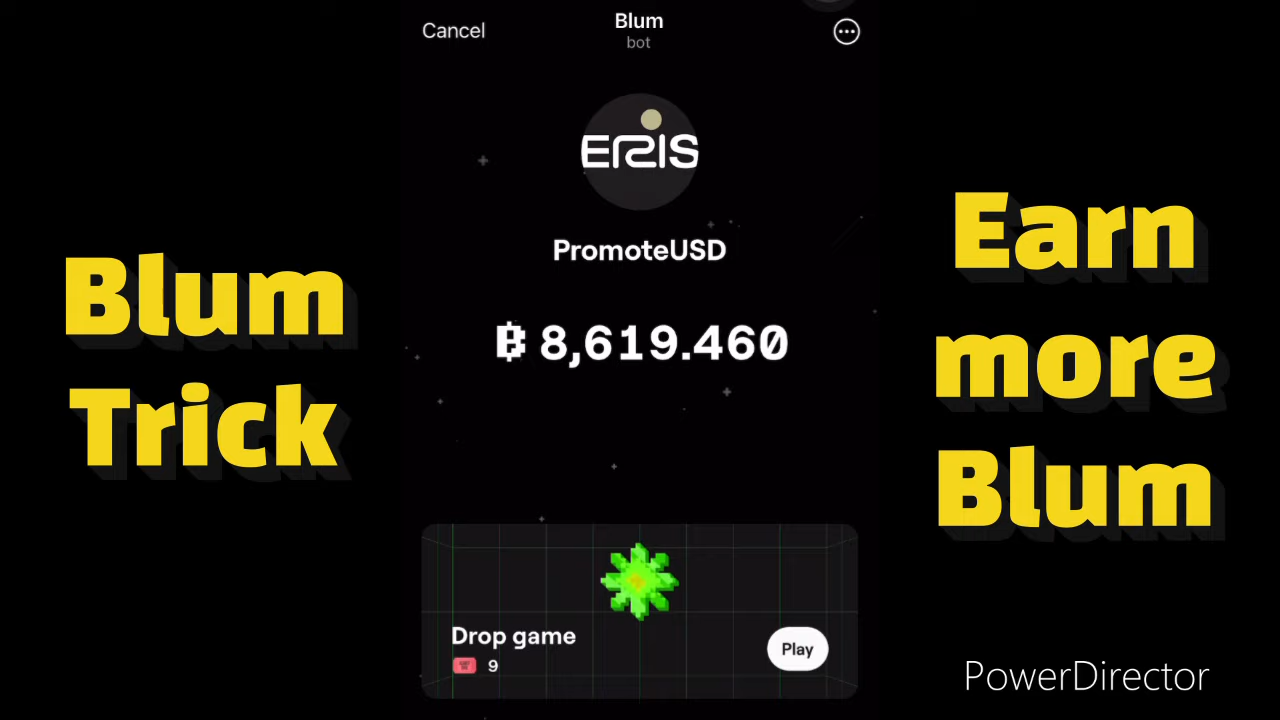 Cancel
Blum
bot
ERIS
PromoteUSD
8,619.460
Blum
Trick
Earn
more
Blum
Drop game
9
Play
PowerDirector